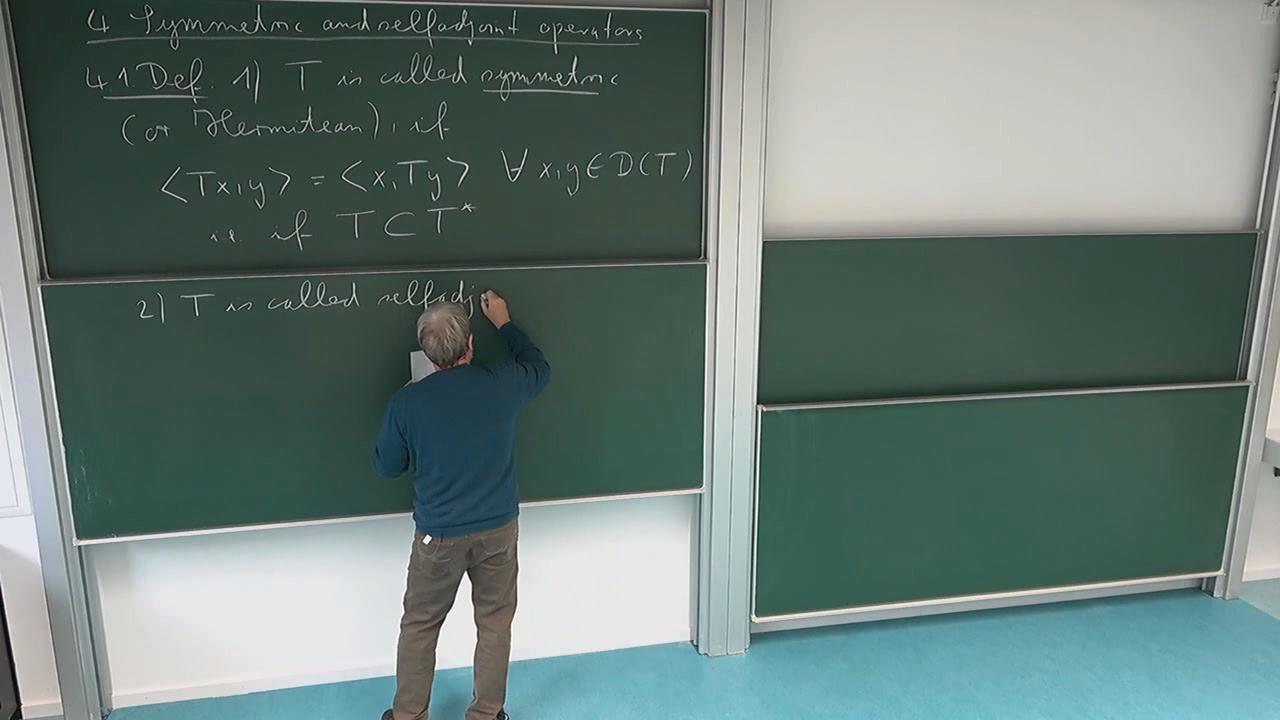 4 Symmetric and selfadjoint operators
4.1. Def. 1) T is called symmetric
(or Hermitean), if
<Tx,y> = <x,Ty> ∀ x,y ∈ D(T)
i.e. if T ⊂ T*
2) T is called selfadj